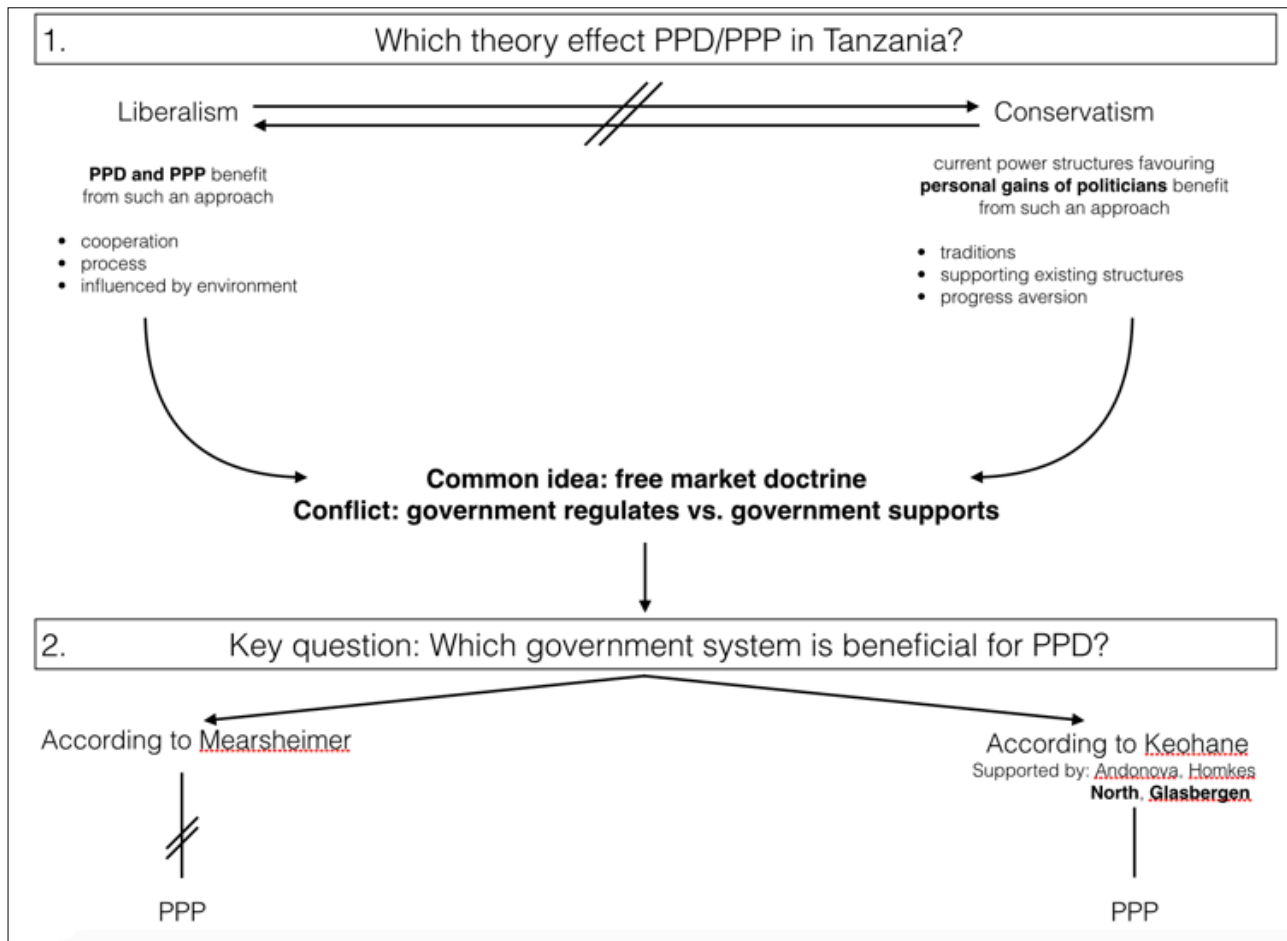 1. Which theory effect PPD/PPP in Tanzania?
Liberalism
Conservatism
PPD and PPP benefit
from such an approach
• cooperation
• process
• influenced by environment
current power structures favouring
personal gains of politicians benefit
from such an approach
• traditions
• supporting existing structures
• progress aversion
Common idea: free market doctrine
Conflict: government regulates vs. government supports
2. Key question: Which government system is beneficial for PPD?
According to Mearsheimer
PPP
According to Keohane
Supported by: Andonova, Homkes
North, Glasbergen
PPP